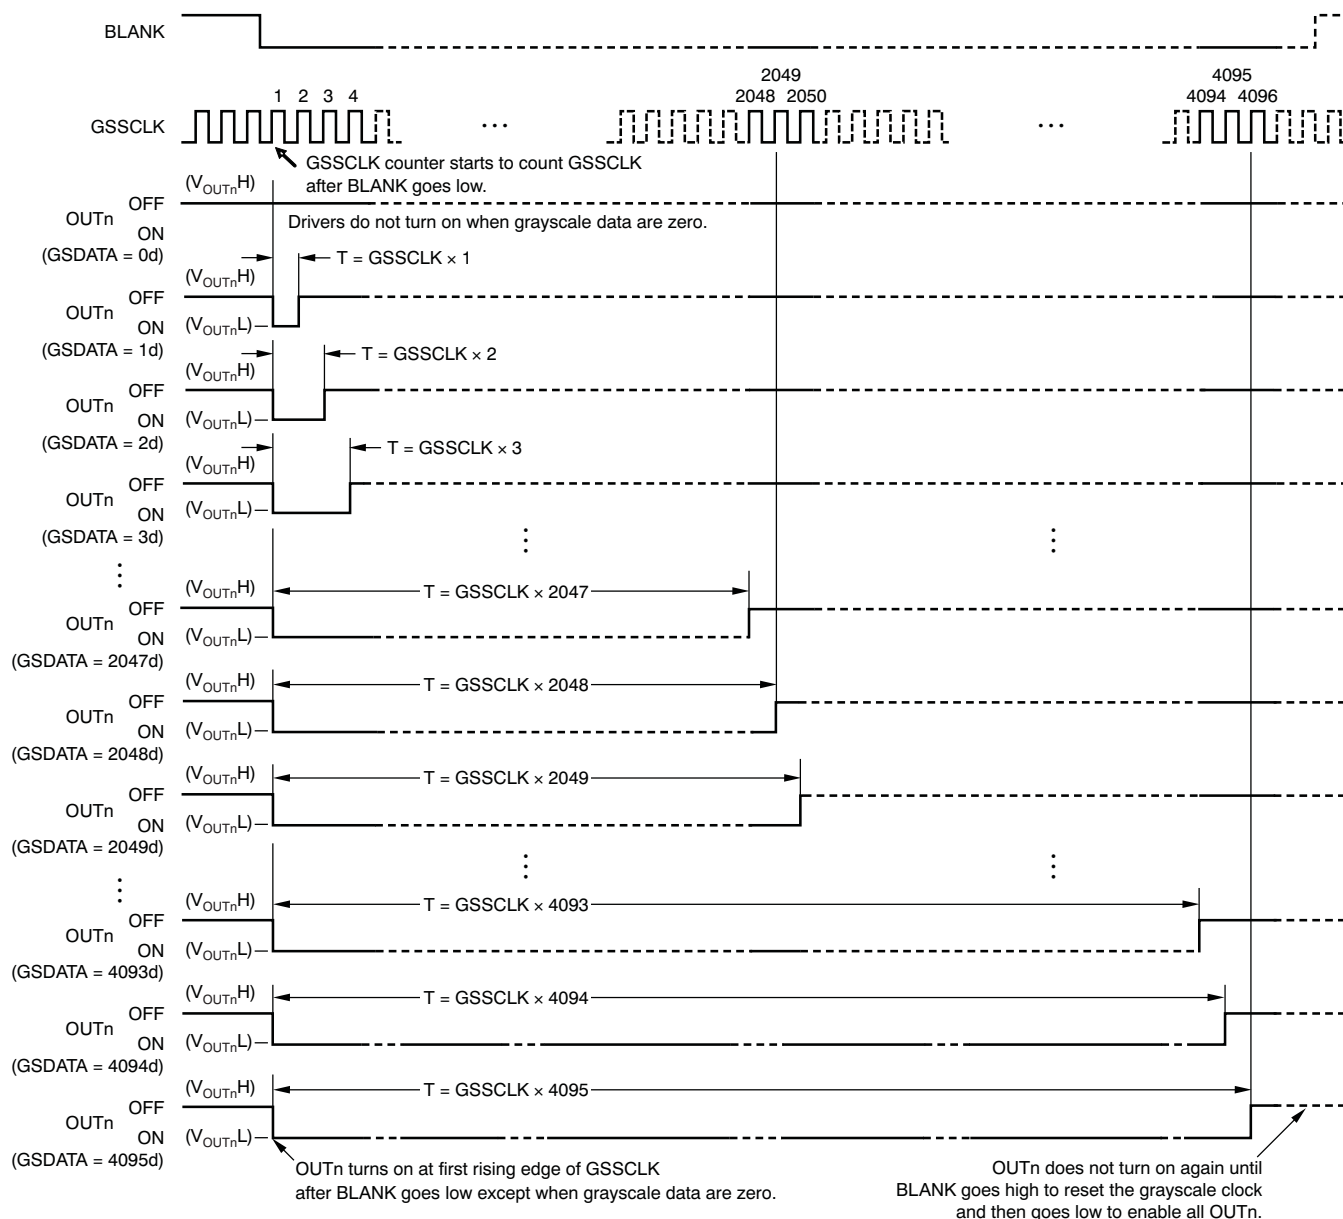 BLANK
2049
4095
1 2 3 4
2048 2050
4094 4096
GSSCLK
...
...
GSSCLK counter starts to count GSSCLK
after BLANK goes low.
(VOUTnH)
OFF
OUTn
ON
(GSDATA = 0d)
Drivers do not turn on when grayscale data are zero.
T = GSSCLK × 1
(VOUTnH)
OFF
OUTn
ON
(VOUTnL)
(GSDATA = 1d)
T = GSSCLK × 2
(VOUTnH)
OFF
OUTn
ON
(VOUTnL)
(GSDATA = 2d)
T = GSSCLK × 3
(VOUTnH)
OFF
OUTn
ON
(VOUTnL)
(GSDATA = 3d)
(VOUTnH)
T = GSSCLK × 2047
OFF
OUTn
ON
(VOUTnL)
(GSDATA = 2047d)
(VOUTnH)
T = GSSCLK × 2048
OFF
OUTn
ON
(VOUTnL)
(GSDATA = 2048d)
(VOUTnH)
T = GSSCLK × 2049
OFF
OUTn
ON
(VOUTnL)
(GSDATA = 2049d)
(VOUTnH)
T = GSSCLK × 4093
OFF
OUTn
ON
(VOUTnL)
(GSDATA = 4093d)
(VOUTnH)
T = GSSCLK × 4094
OFF
OUTn
ON
(VOUTnL)
(GSDATA = 4094d)
(VOUTnH)
T = GSSCLK × 4095
OFF
OUTn
ON
(VOUTnL)
(GSDATA = 4095d)
OUTn turns on at first rising edge of GSSCLK
after BLANK goes low except when grayscale data are zero.
OUTn does not turn on again until
BLANK goes high to reset the grayscale clock
and then goes low to enable all OUTn.